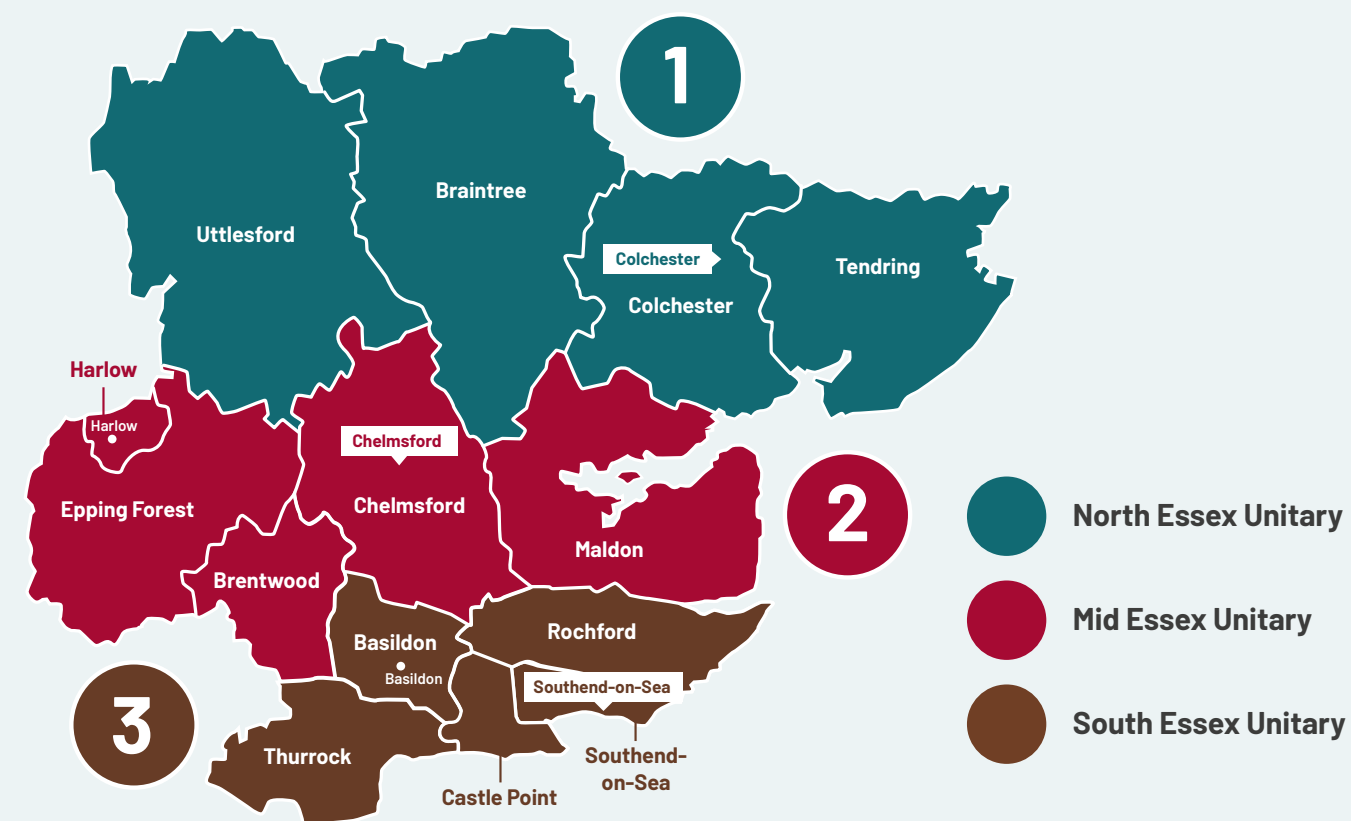 1
Braintree
Uttlesford
Colchester
Tendring
Colchester
Harlow
Harlow
Chelmsford
Epping Forest
Chelmsford
2
North Essex Unitary
Maldon
Brentwood
Mid Essex Unitary
Rochford
Basildon
Basildon
Southend-on-Sea
3
South Essex Unitary
Thurrock
Southend-
on-Sea
Castle Point